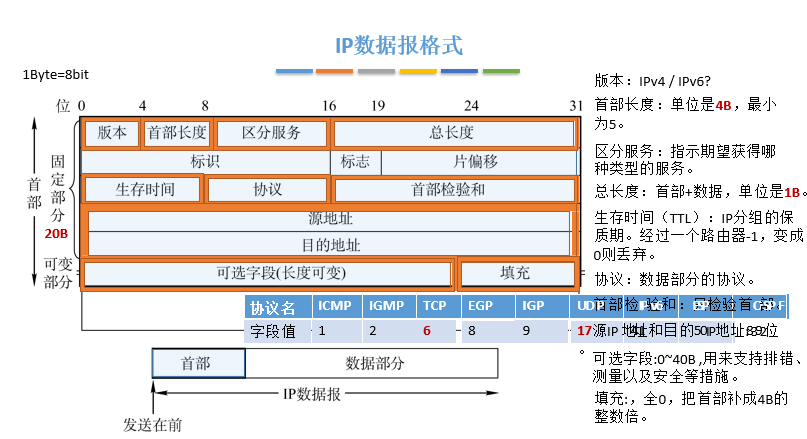 IP数据报格式
1Byte=8bit
位 0 4 8 16 19 24 31
首部
固定部分
20B
可变部分
版本 首部长度 区分服务 总长度
标识 标志 片偏移
生存时间 协议 首部检验和
源地址
目的地址
可选字段(长度可变) 填充
协议名 ICMP IGMP TCP EGP IGP UDP
字段值 1 2 6 8 9 17 41 50 89
首部 数据部分
IP数据报
发送在前
版本：IPv4 / IPv6?
首部长度：单位是4B，最小
为5。
区分服务：指示期望获得哪
种类型的服务。
总长度：首部+数据，单位是1B。
生存时间（TTL）：IP分组的保
质期。经过一个路由器-1，变成
0则丢弃。
协议：数据部分的协议。
首部检验和：只检验首部
源IP地址和目的IP地址：32位
。
可选字段:0~40B ,用来支持排错、
测量以及安全等措施。
填充:，全0，把首部补成4B的
整数倍。